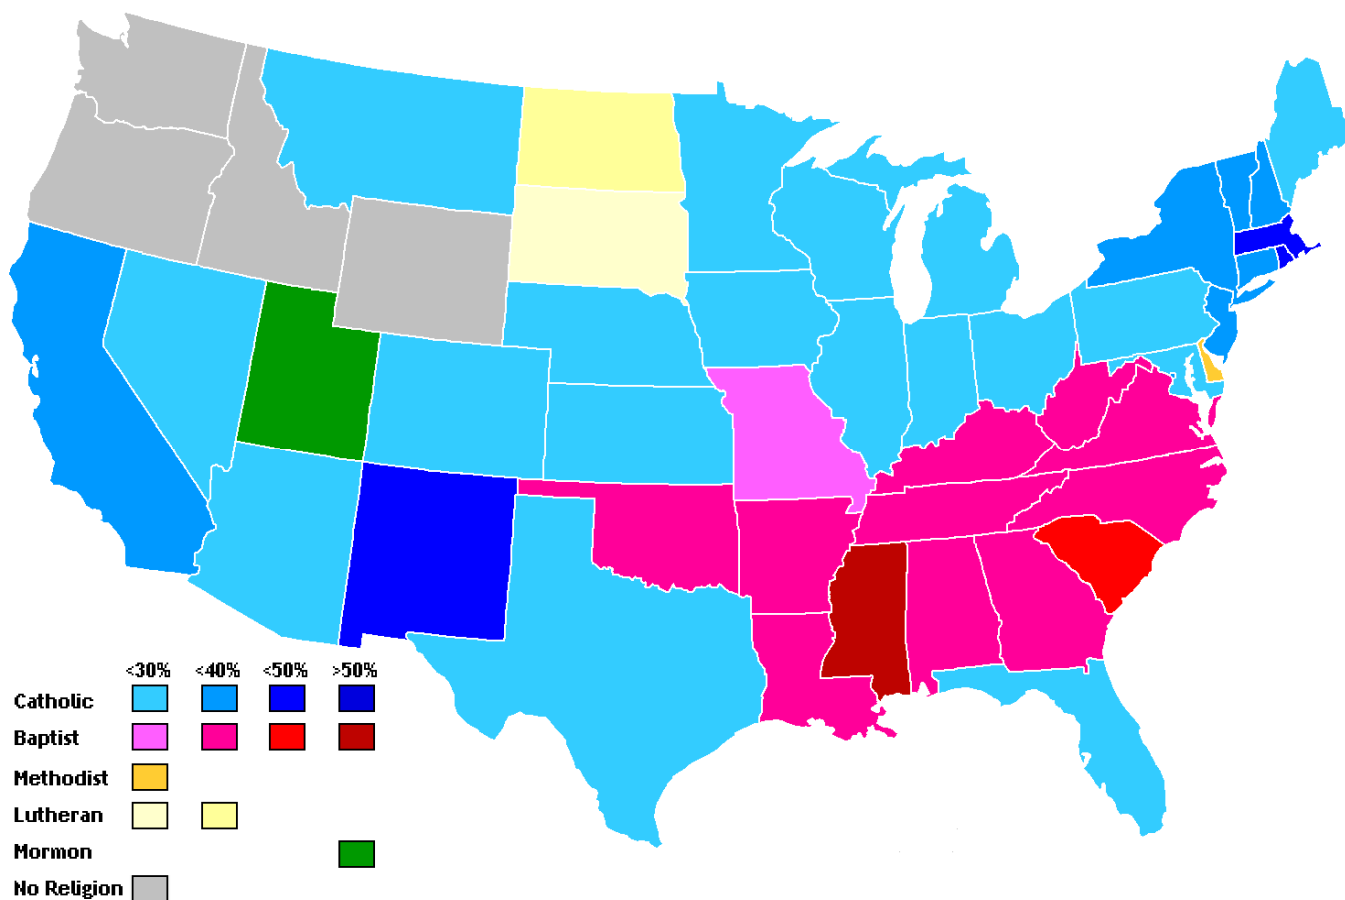 <30% <40% <50% >50%
Catholic
Baptist
Methodist
Lutheran
Mormon
No Religion